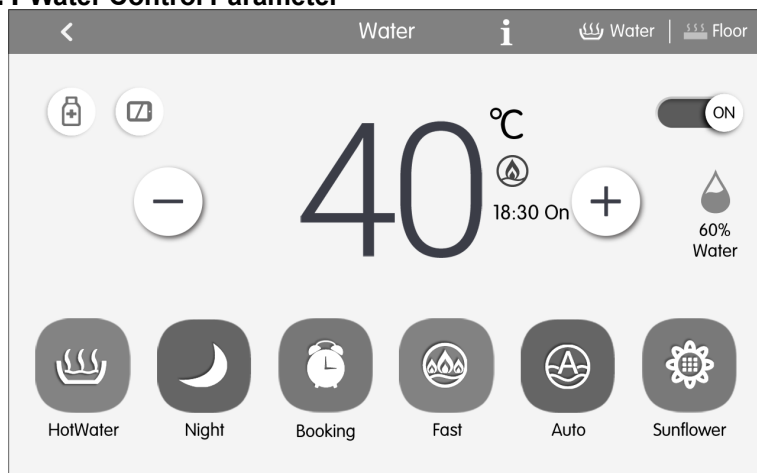 Water Control Parameter
Water
i
Water | Floor
ON
40 °C
18:30 On
60%
Water
HotWater
Night
Booking
Fast
A
Auto
Sunflower